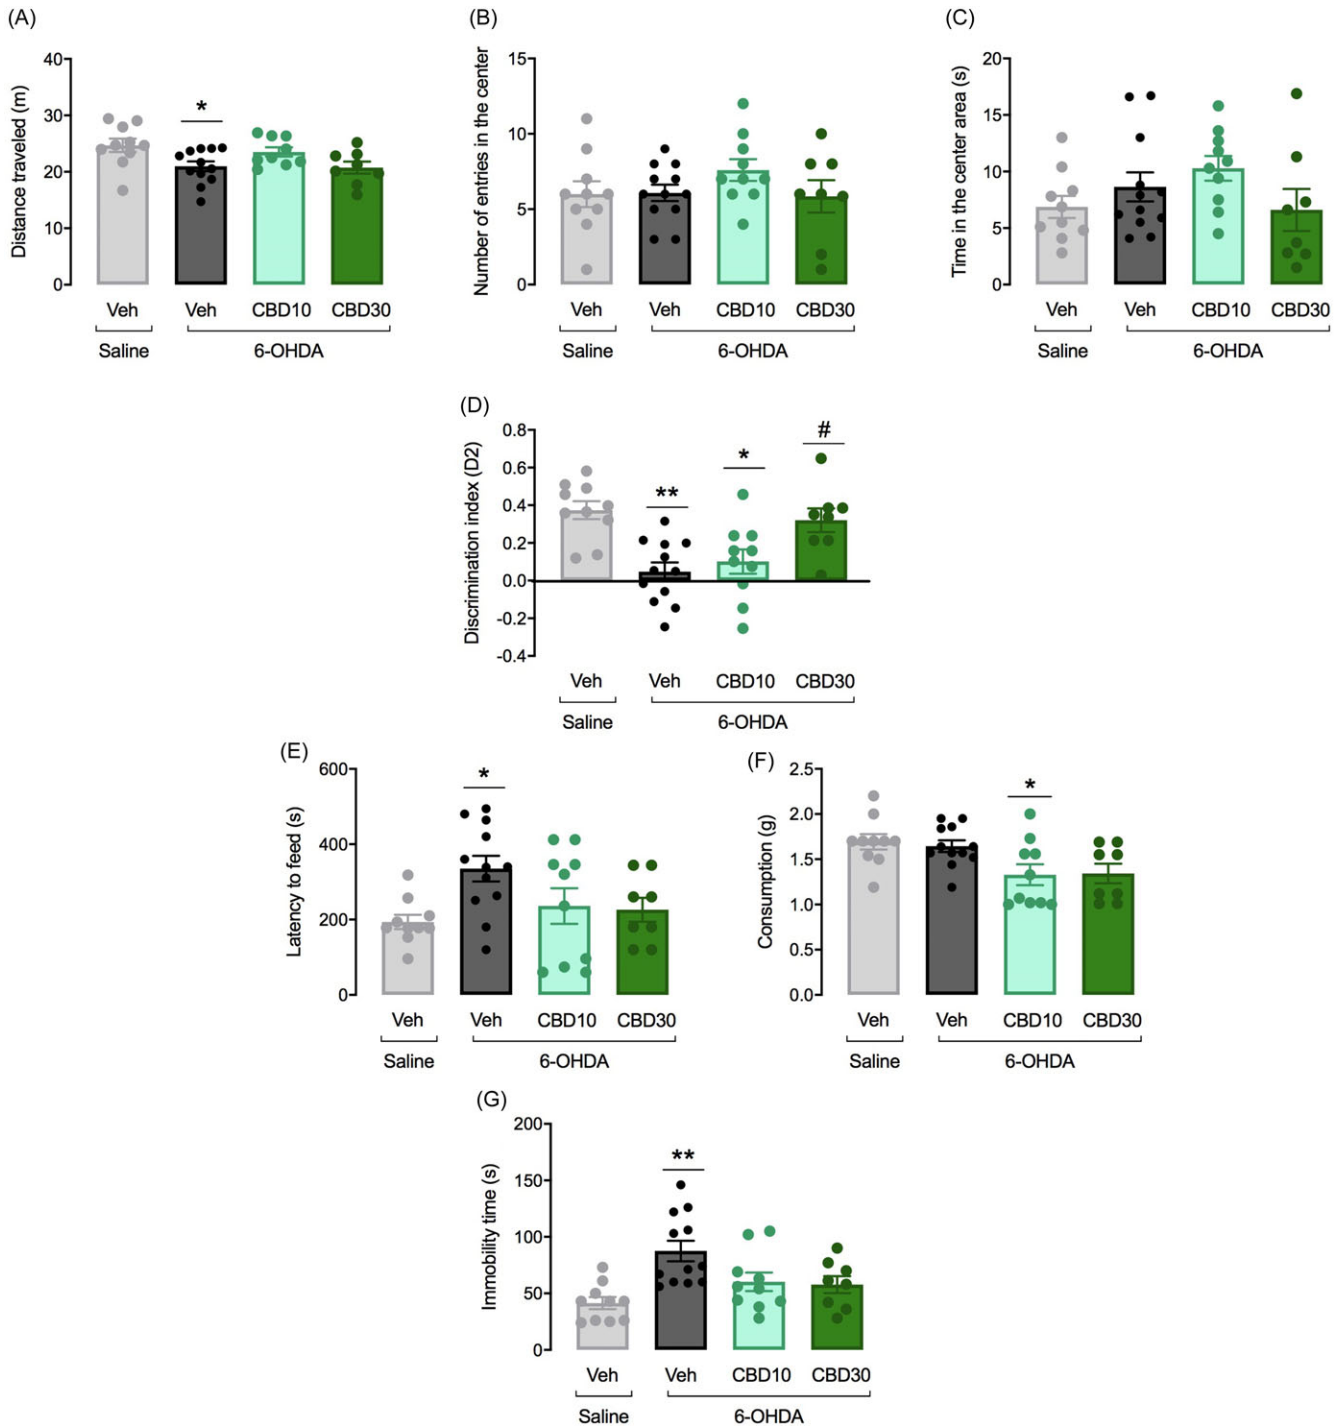 (A)
Distance traveled (m)
40
30
20
10
0
*
Veh Veh CBD10 CBD30
Saline 6-OHDA
(B)
Number of entries in the center
15
10
5
0
Veh Veh CBD10 CBD30
Saline 6-OHDA
(C)
Time in the center area (s)
20
15
10
5
0
Veh Veh CBD10 CBD30
Saline 6-OHDA
(D)
Discrimination index (D2)
0.8
0.6
0.4
0.2
0.0
-0.2
-0.4
** * #
Veh Veh CBD10 CBD30
Saline 6-OHDA
(E)
Latency to feed (s)
600
400
200
0
*
Veh Veh CBD10 CBD30
Saline 6-OHDA
(F)
Consumption (g)
2.5
2.0
1.5
1.0
0.5
0.0
*
Veh Veh CBD10 CBD30
Saline 6-OHDA
(G)
Immobility time (s)
200
150
100
50
0
**
Veh Veh CBD10 CBD30
Saline 6-OHDA